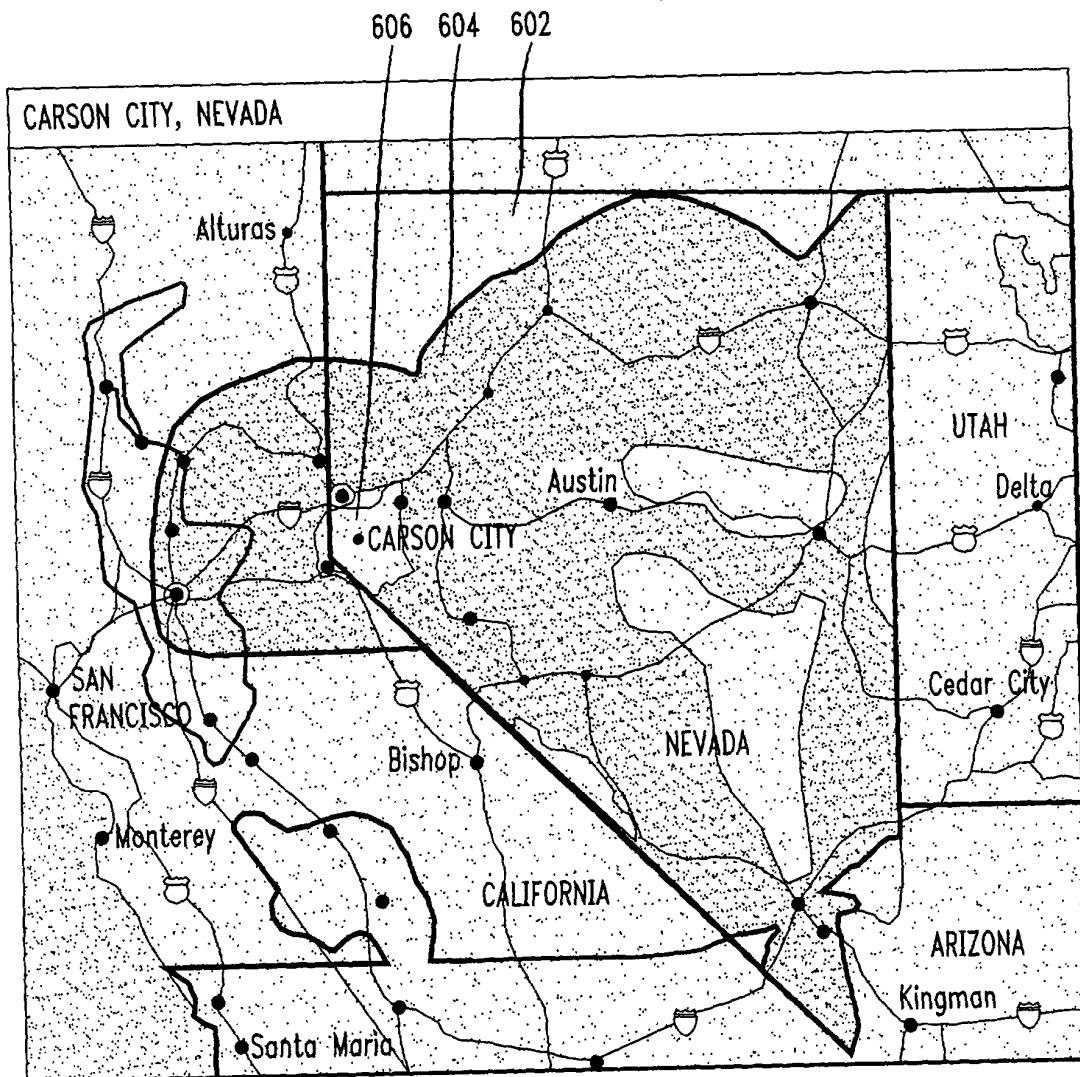 606 604 602
CARSON CITY, NEVADA
Alturas
UTAH
Austin
Delta
CARSON CITY
SAN
FRANCISCO
Cedar City
NEVADA
Bishop
Monterey
CALIFORNIA
ARIZONA
Kingman
Santa Maria